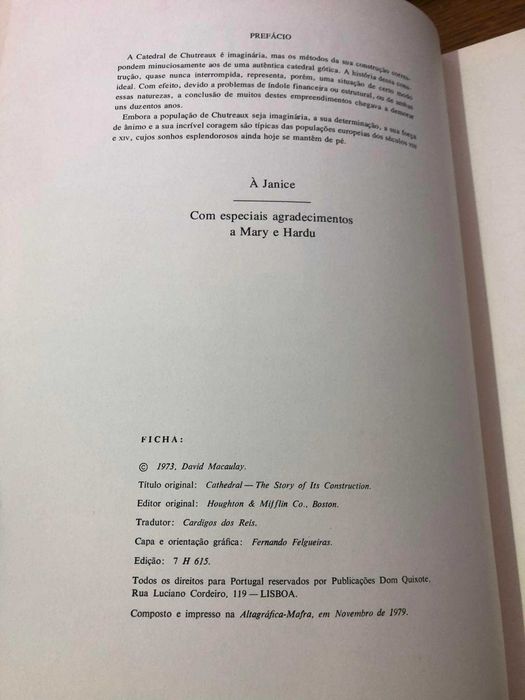 PREFÁCIO
A Catedral de Chutreaux é imaginária, mas os métodos da sua construção corres-
pondem minuciosamente aos de uma autêntica catedral gótica. A história dessa cons-
trução, quase nunca interrompida, representa, porém, uma situação de certo modo
ideal. Com efeito, devido a problemas de índole financeira ou estrutural, ou de ambas
essas naturezas, a conclusão de muitos destes empreendimentos chegava a demorar
uns duzentos anos.
Embora a população de Chutreaux seja imaginária, a sua determinação, a sua força
de ânimo e a sua incrível coragem são típicas das populações europeias dos séculos XIII
e XIV, cujos sonhos esplendorosos ainda hoje se mantêm de pé.
À Janice
Com especiais agradecimentos
a Mary e Hardu
FICHA:
© 1973, David Macaulay.
Título original: Cathedral — The Story of Its Construction.
Editor original: Houghton & Mifflin Co., Boston.
Tradutor: Cardigos dos Reis.
Capa e orientação gráfica: Fernando Felgueiras.
Edição: 7 H 615.
Todos os direitos para Portugal reservados por Publicações Dom Quixote,
Rua Luciano Cordeiro, 119 — LISBOA.
Composto e impresso na Altagráfica-Mafra, em Novembro de 1979.